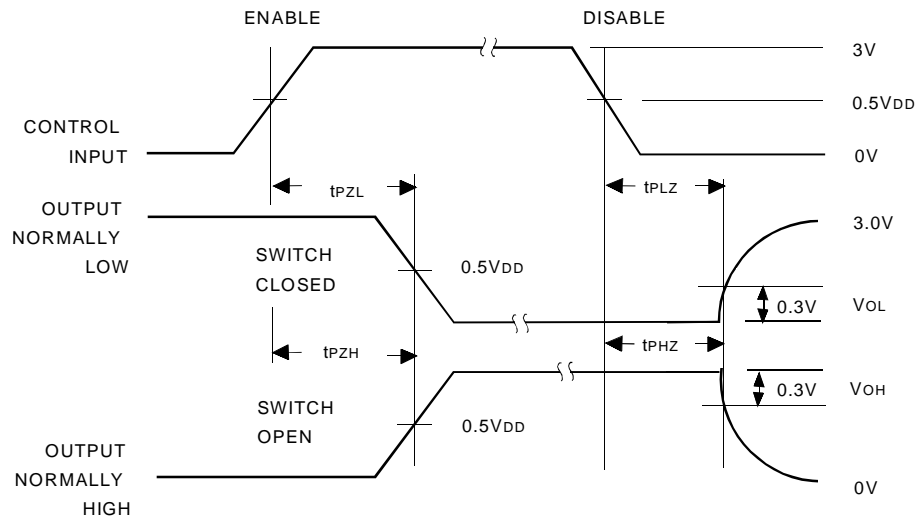 ENABLE
DISABLE
3V
0.5VDD
CONTROL
INPUT
0V
tPZL
tPLZ
OUTPUT
NORMALLY
LOW
3.0V
SWITCH
CLOSED
0.5VDD
0.3V
VOL
tPZH
tPHZ
0.3V
VOH
SWITCH
OPEN
0.5VDD
OUTPUT
NORMALLY
HIGH
0V